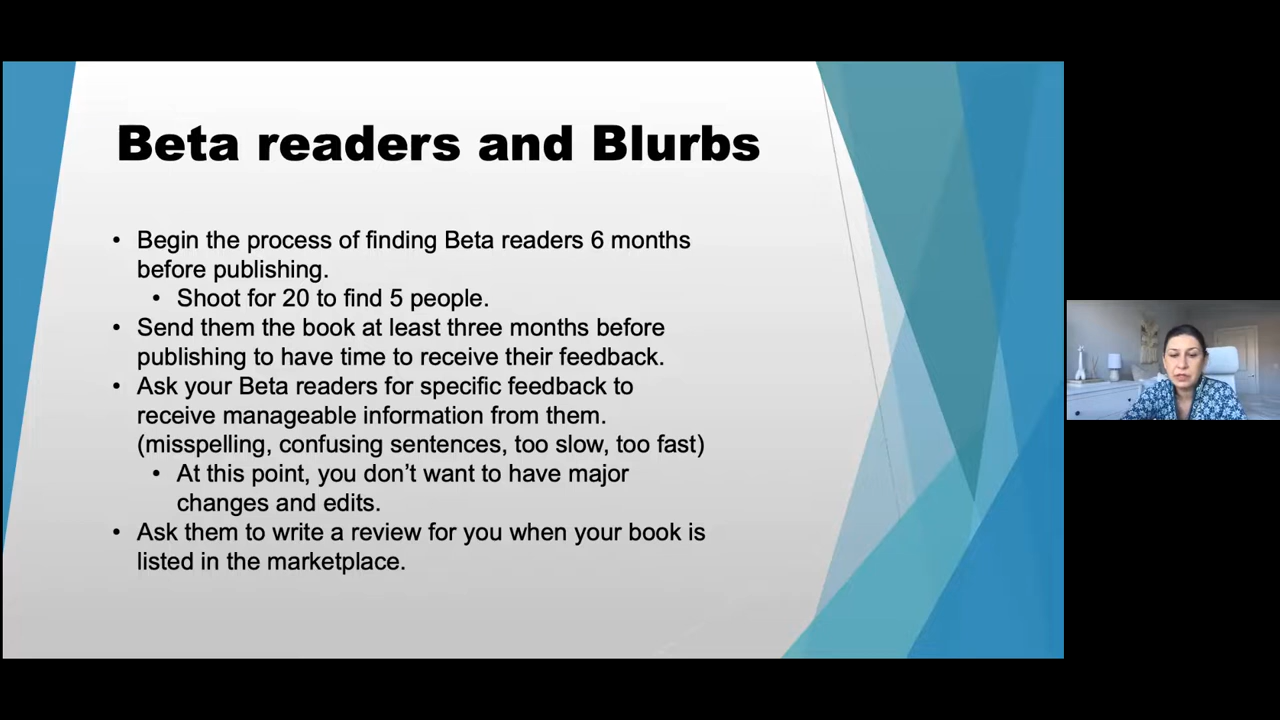 Beta readers and Blurbs
• Begin the process of finding Beta readers 6 months
before publishing.
• Shoot for 20 to find 5 people.
• Send them the book at least three months before
publishing to have time to receive their feedback.
• Ask your Beta readers for specific feedback to
receive manageable information from them.
(misspelling, confusing sentences, too slow, too fast)
• At this point, you don’t want to have major
changes and edits.
• Ask them to write a review for you when your book is
listed in the marketplace.